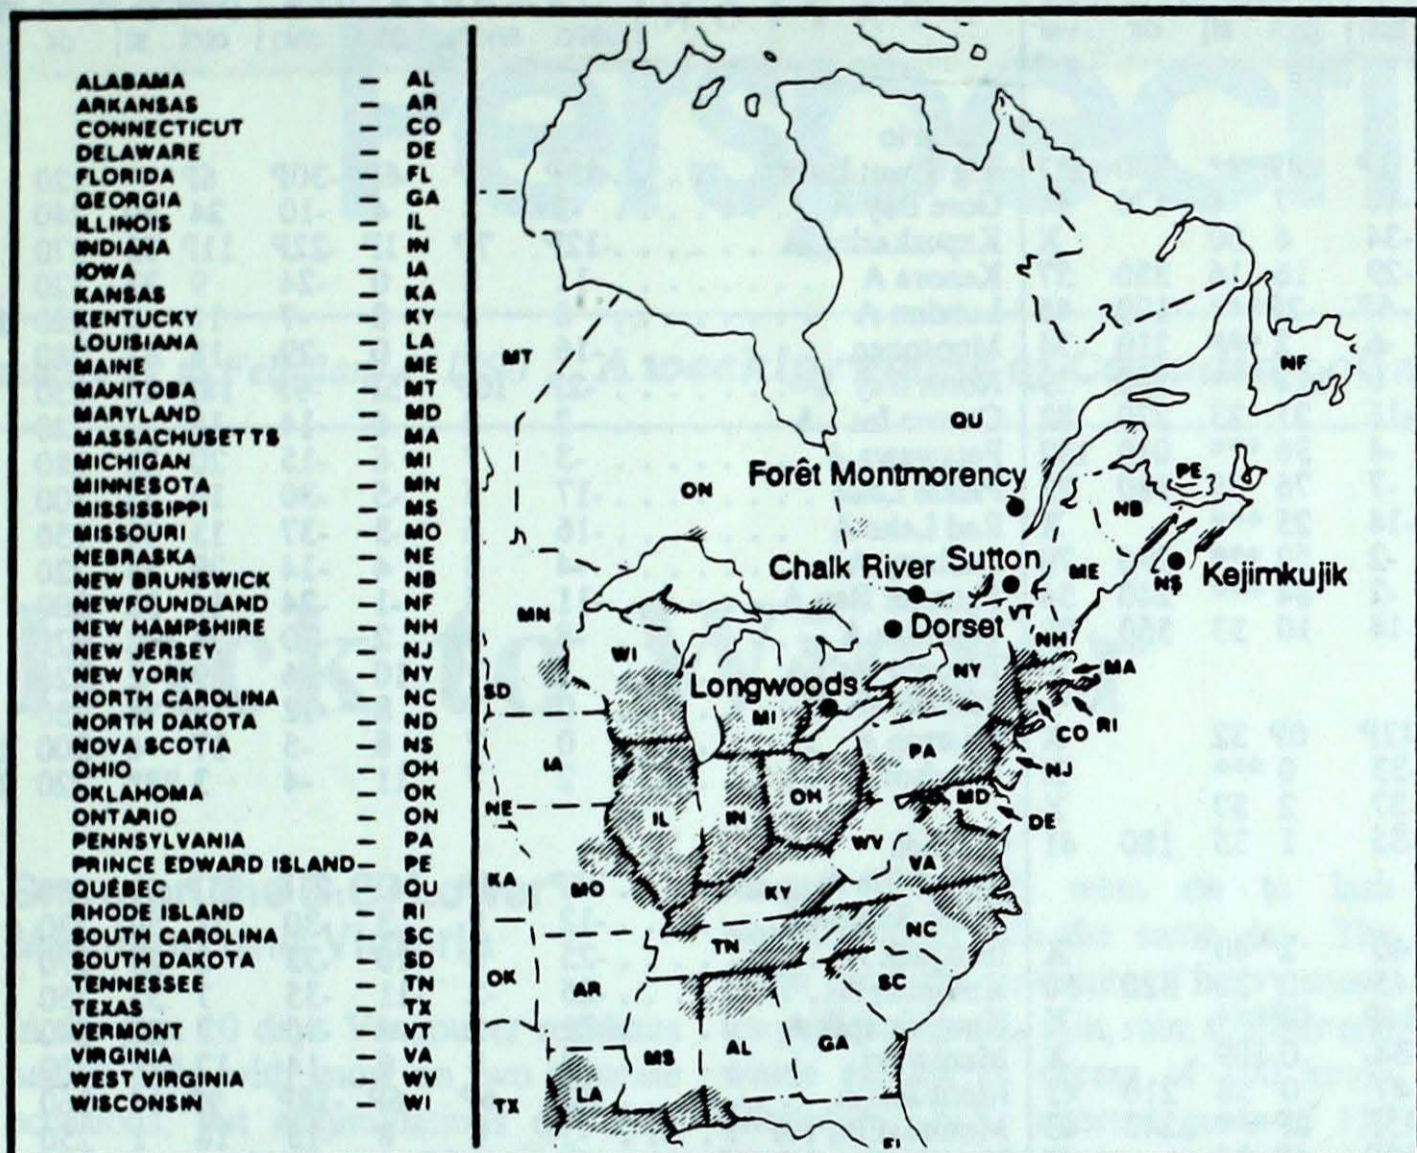 ALABAMA — AL
ARKANSAS — AR
CONNECTICUT — CO
DELAWARE — DE
FLORIDA — FL
GEORGIA — GA
ILLINOIS — IL
INDIANA — IN
IOWA — IA
KANSAS — KA
KENTUCKY — KY
LOUISIANA — LA
MAINE — ME
MANITOBA — MT
MARYLAND — MD
MASSACHUSETTS — MA
MICHIGAN — MI
MINNESOTA — MN
MISSISSIPPI — MS
MISSOURI — MO
NEBRASKA — NE
NEW BRUNSWICK — NB
NEWFOUNDLAND — NF
NEW HAMPSHIRE — NH
NEW JERSEY — NJ
NEW YORK — NY
NORTH CAROLINA — NC
NORTH DAKOTA — ND
NOVA SCOTIA — NS
OHIO — OH
OKLAHOMA — OK
ONTARIO — ON
PENNSYLVANIA — PA
PRINCE EDWARD ISLAND — PE
QUÉBEC — QU
RHODE ISLAND — RI
SOUTH CAROLINA — SC
SOUTH DAKOTA — SD
TENNESSEE — TN
TEXAS — TX
VERMONT — VT
VIRGINIA — VA
WEST VIRGINIA — WV
WISCONSIN — WI
MT
NF
QU
Forêt Montmorency
PE
ON
NB
Chalk River
Sutton
ME
NS
Kejimkujik
MN
VT
Dorset
NH
WI
NY
MA
SD
Longwoods
MI
CO
RI
PA
IA
NJ
NE
OH
MD
IL
IN
DE
WV
VA
KA
MO
KY
TN
NC
OK
AR
SC
MS
AL
GA
LA
TX